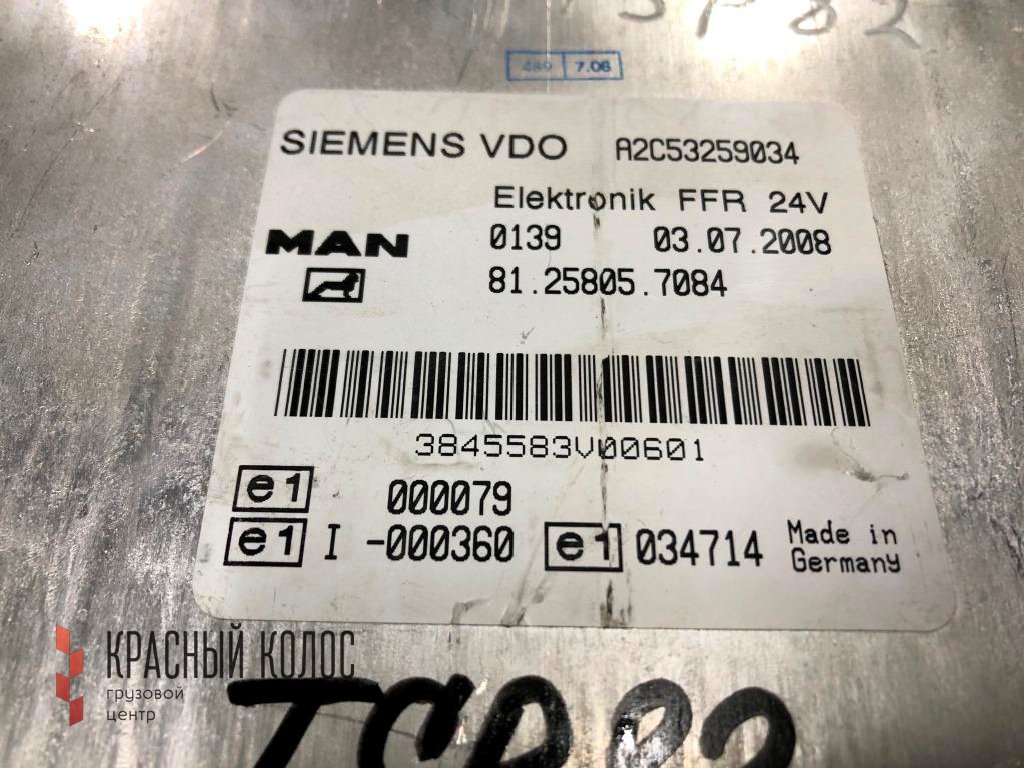 7.06
SIEMENS VDO A2C53259034
Elektronik FFR 24V
MAN 0139 03.07.2008
81.25805.7084
3845583V00601
e1 000079
e1 I -000360 e1 034714 Made in Germany
КРАСНЫЙ КОЛОС
грузовой
центр